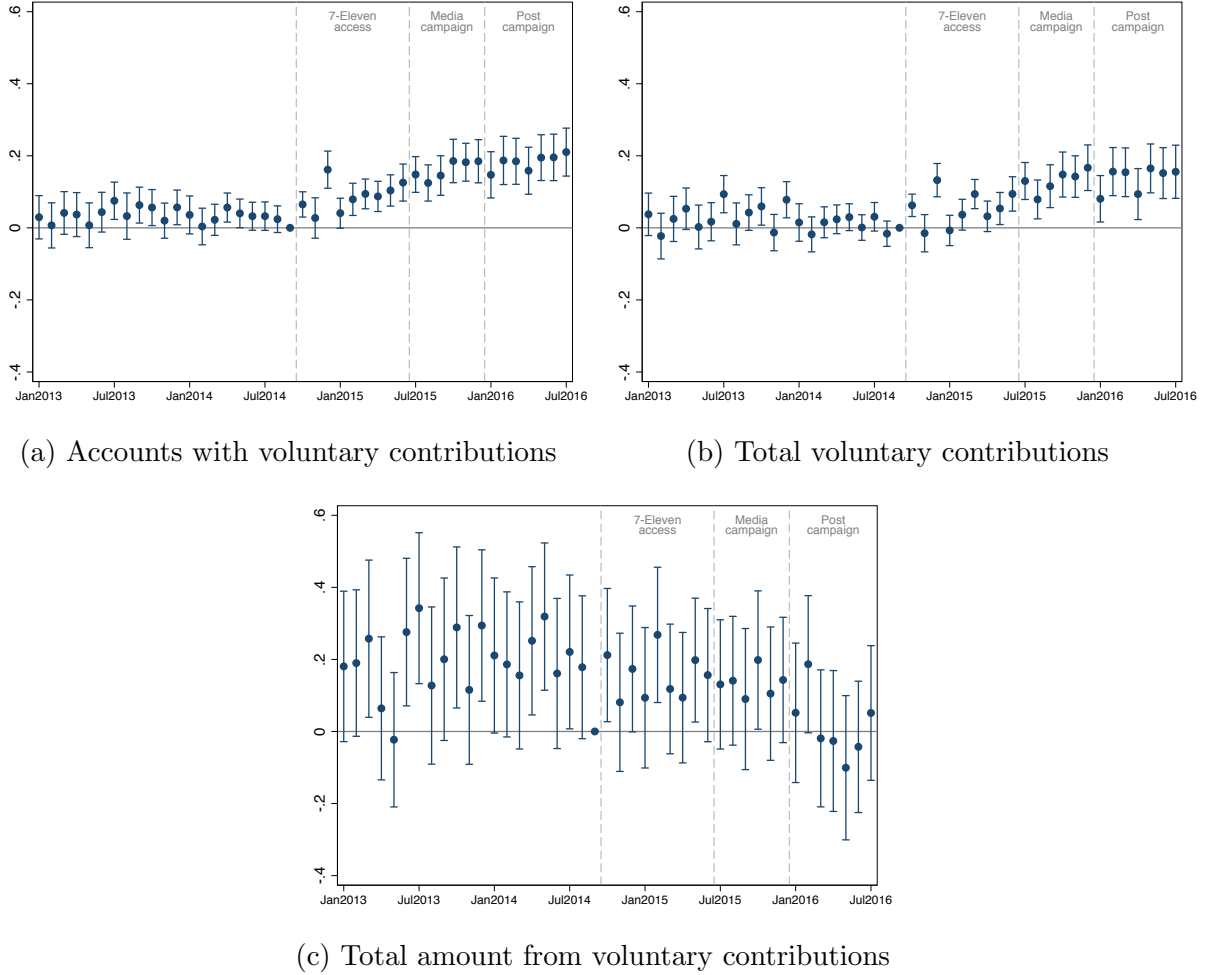 7-Eleven access
Media campaign
Post campaign
.6
.4
.2
0
-.2
-.4
Jan2013 Jul2013 Jan2014 Jul2014 Jan2015 Jul2015 Jan2016 Jul2016
(a) Accounts with voluntary contributions
7-Eleven access
Media campaign
Post campaign
.6
.4
.2
0
-.2
-.4
Jan2013 Jul2013 Jan2014 Jul2014 Jan2015 Jul2015 Jan2016 Jul2016
(b) Total voluntary contributions
7-Eleven access
Media campaign
Post campaign
.6
.4
.2
0
-.2
-.4
Jan2013 Jul2013 Jan2014 Jul2014 Jan2015 Jul2015 Jan2016 Jul2016
(c) Total amount from voluntary contributions